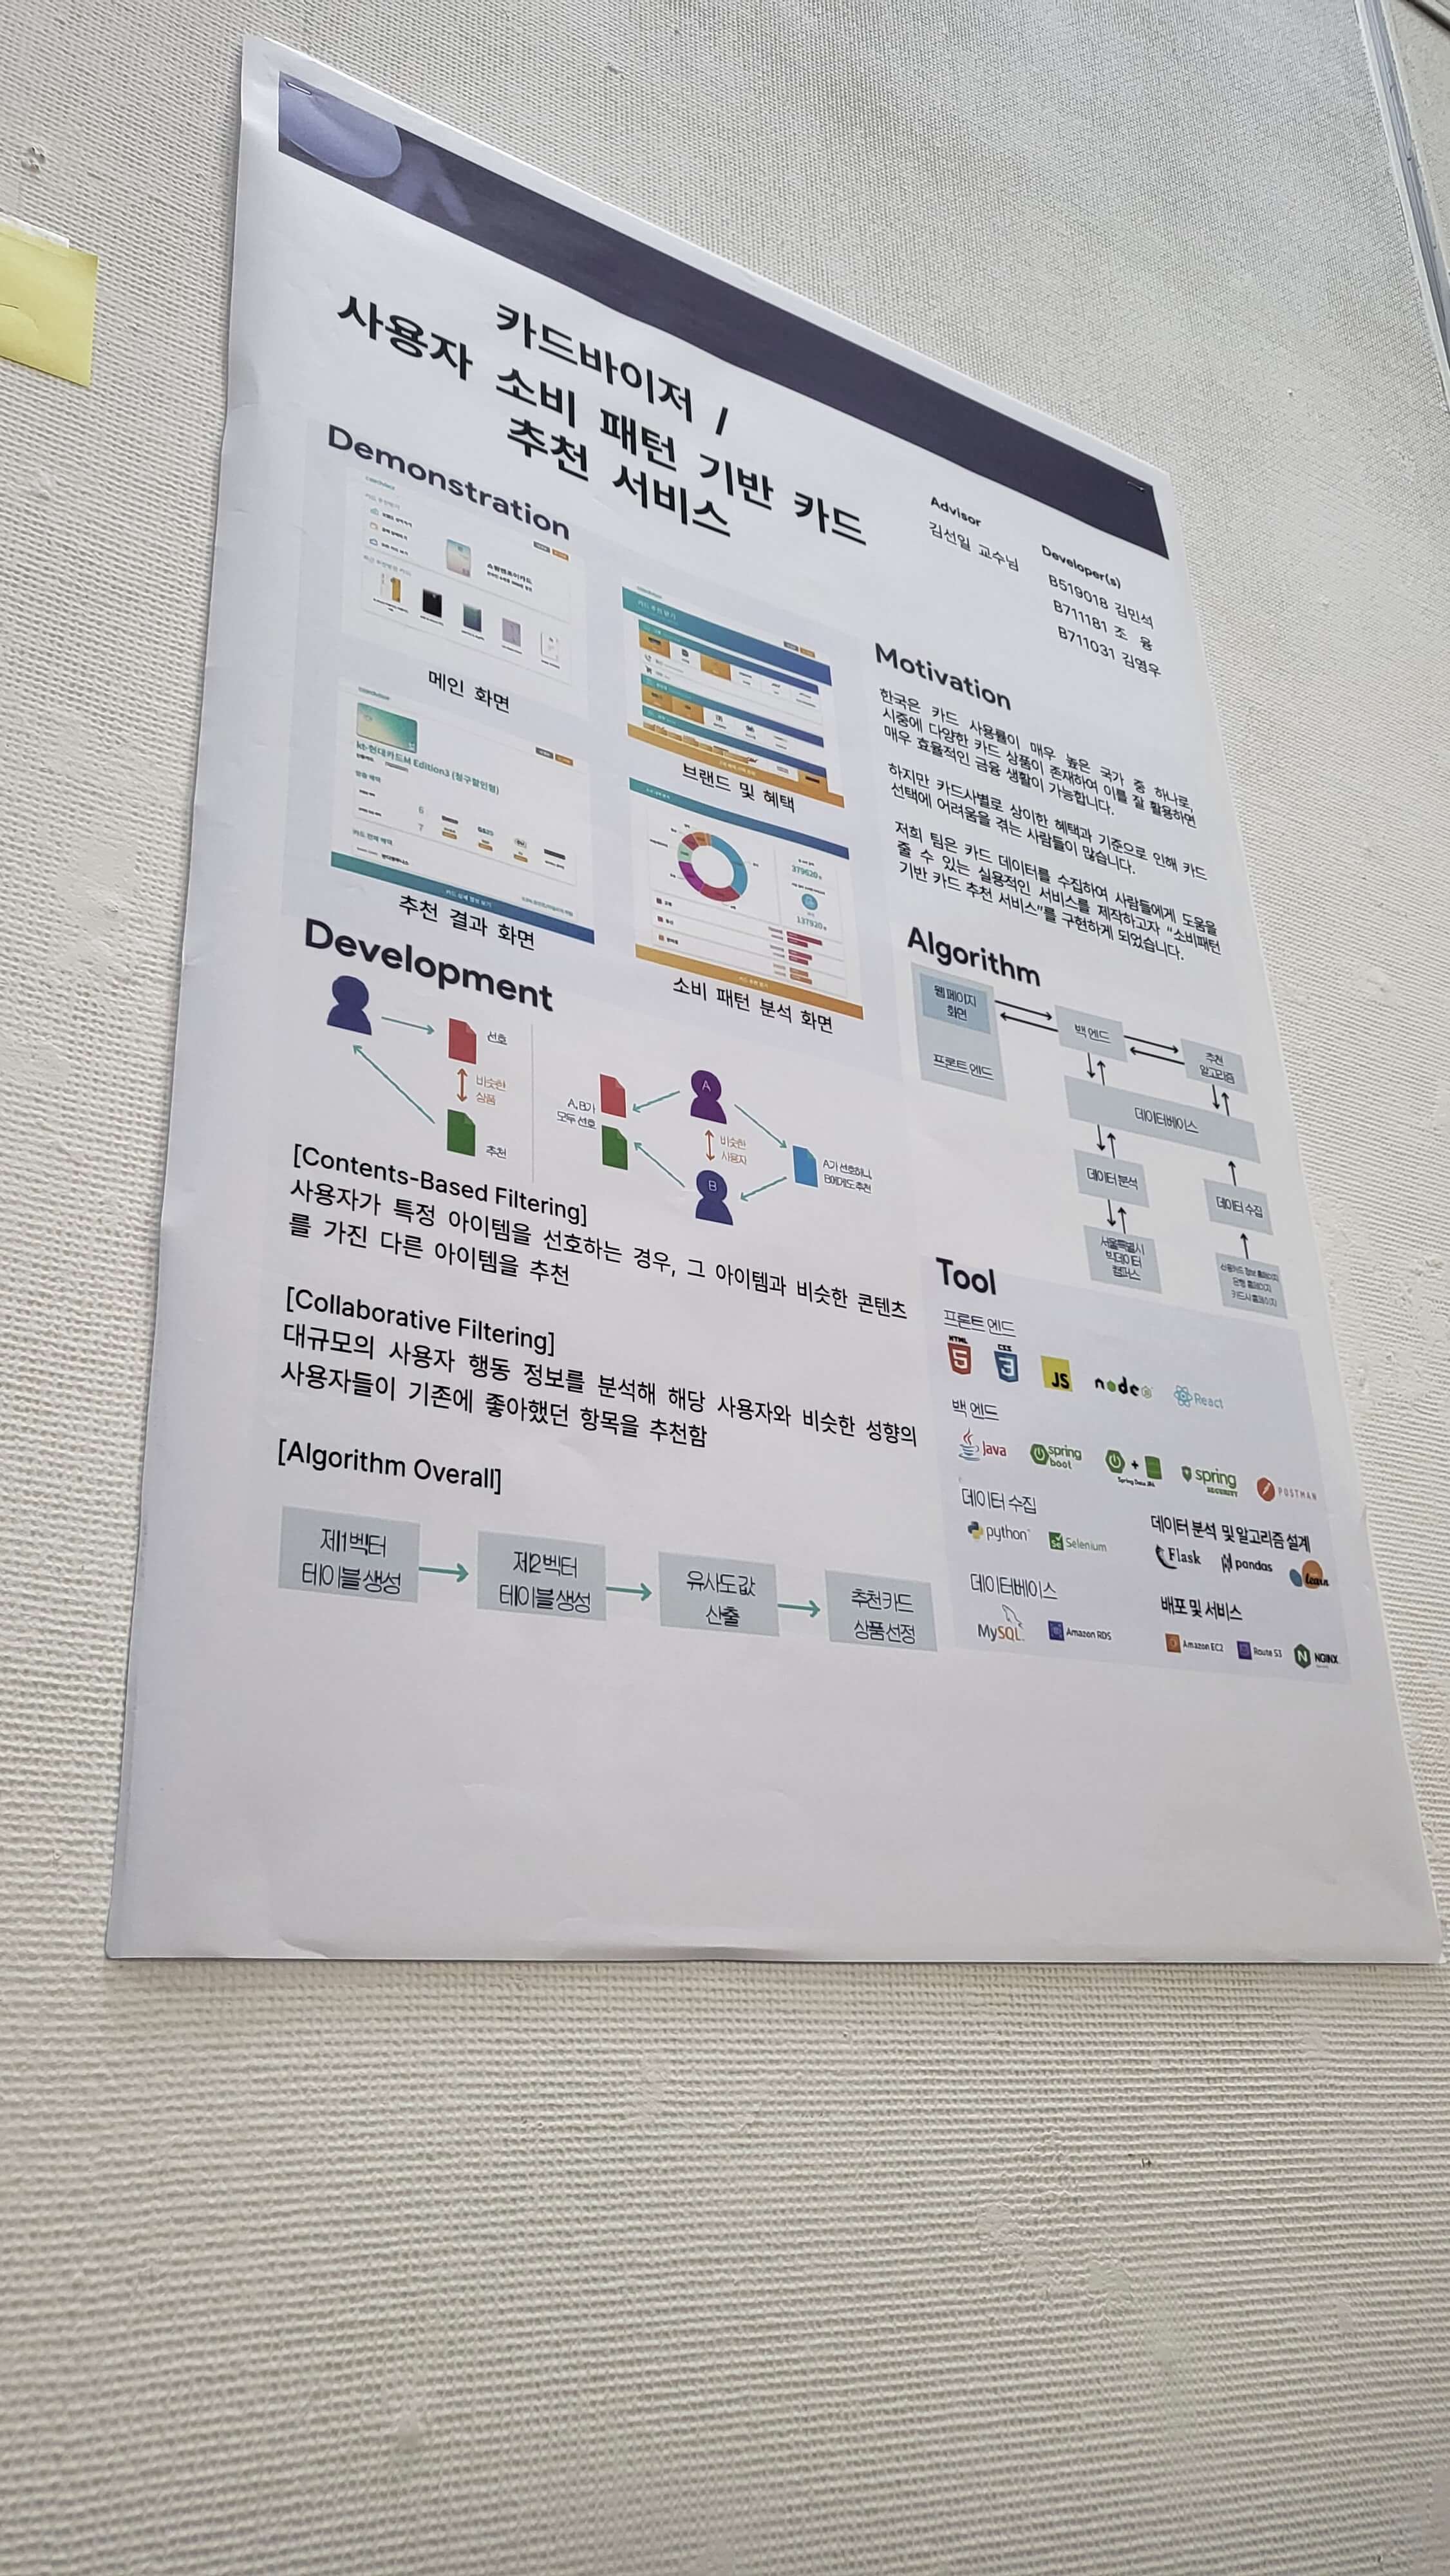 카드바이저 /
사용자 소비 패턴 기반 카드
추천 서비스
Advisor
김선일 교수님
Developer(s)
B519018 김민석
B711181 조 융
B711031 김영우
Demonstration
메인 화면
브랜드 및 혜택
kt-현대카드M Edition3 (청구할인형)
추천 결과 화면
379620
137920
소비 패턴 분석 화면
Motivation
한국은 카드 사용률이 매우 높은 국가 중 하나로,
시중에 다양한 카드 상품이 존재하여 이를 잘 활용하면
매우 효율적인 금융 생활이 가능합니다.
하지만 카드사별로 상이한 혜택과 기준으로 인해 카드
선택에 어려움을 겪는 사람들이 많습니다.
저희 팀은 카드 데이터를 수집하여 사람들에게 도움을
줄 수 있는 실용적인 서비스를 제작하고자 "소비패턴
기반 카드 추천 서비스"를 구현하게 되었습니다.
Development
선호
비슷한
상품
추천
A, B가
모두 선호
A
비슷한
사용자
B
A가 선호하니,
B에게도 추천
[Contents-Based Filtering]
사용자가 특정 아이템을 선호하는 경우, 그 아이템과 비슷한 콘텐츠
를 가진 다른 아이템을 추천
[Collaborative Filtering]
대규모의 사용자 행동 정보를 분석해 해당 사용자와 비슷한 성향의
사용자들이 기존에 좋아했던 항목을 추천함
[Algorithm Overall]
제1벡터
테이블 생성
제2벡터
테이블 생성
유사도 값
산출
추천 카드
상품 선정
Algorithm
웹 페이지
화면
프론트 엔드
백 엔드
추천
알고리즘
데이터베이스
데이터 분석
데이터 수집
서울특별시
빅데이터
캠퍼스
신용카드 정보 홈페이지
은행 홈페이지
카드사 홈페이지
Tool
프론트 엔드
HTML 5
CSS 3
JS
node
React
백 엔드
Java
spring boot
+
Spring Data JPA
spring SECURITY
POSTMAN
데이터 수집
python
Selenium
데이터 분석 및 알고리즘 설계
Flask
pandas
learn
데이터베이스
MySQL
Amazon RDS
배포 및 서비스
Amazon EC2
Route 53
NGINX